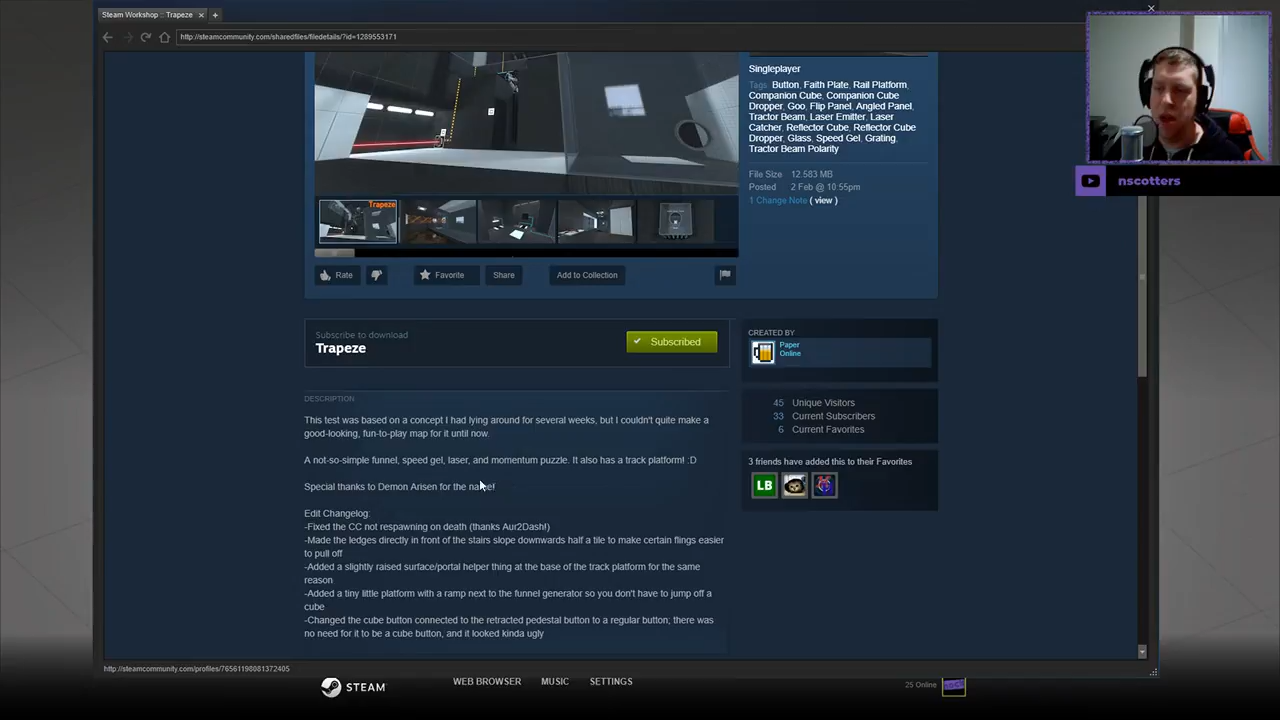 Steam Workshop :: Trapeze
http://steamcommunity.com/sharedfiles/filedetails/?id=1289553171
Singleplayer
Tags Button, Faith Plate, Rail Platform,
Companion Cube, Companion Cube
Dropper, Goo, Flip Panel, Angled Panel,
Tractor Beam, Laser Emitter, Laser
Catcher, Reflector Cube, Reflector Cube
Dropper, Glass, Speed Gel, Grating,
Tractor Beam Polarity
File Size 12.583 MB
Posted 2 Feb @ 10:55pm
1 Change Note ( view )
nscotters
Trapeze
Rate
Favorite
Share
Add to Collection
Subscribe to download
Trapeze
Subscribed
CREATED BY
Paper
Online
DESCRIPTION
This test was based on a concept I had lying around for several weeks, but I couldn't quite make a
good-looking, fun-to-play map for it until now.
A not-so-simple funnel, speed gel, laser, and momentum puzzle. It also has a track platform! :D
Special thanks to Demon Arisen for the name!
Edit Changelog:
-Fixed the CC not respawning on death (thanks Aur2Dash!)
-Made the ledges directly in front of the stairs slope downwards half a tile to make certain flings easier
to pull off
-Added a slightly raised surface/portal helper thing at the base of the track platform for the same
reason
-Added a tiny little platform with a ramp next to the funnel generator so you don't have to jump off a
cube
-Changed the cube button connected to the retracted pedestal button to a regular button; there was
no need for it to be a cube button, and it looked kinda ugly
45 Unique Visitors
33 Current Subscribers
6 Current Favorites
3 friends have added this to their Favorites
LB
http://steamcommunity.com/profiles/76561198081372405
STEAM
WEB BROWSER
MUSIC
SETTINGS
25 Online